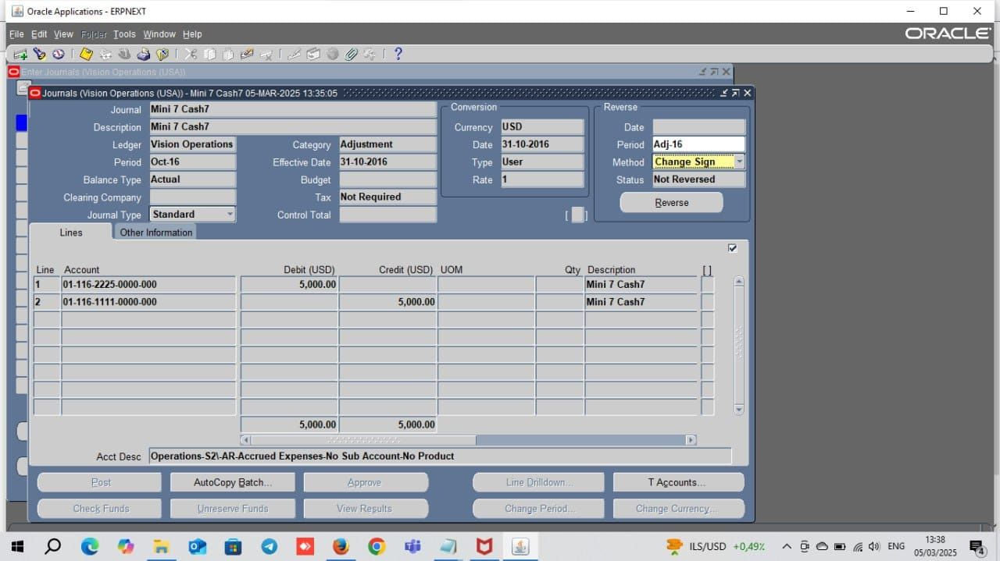 Oracle Applications - ERPNEXT
File Edit View Folder Tools Window Help
ORACLE
Enter Journals (Vision Operations (USA))
Journals (Vision Operations (USA)) - Mini 7 Cash7 05-MAR-2025 13:35:05
Journal Mini 7 Cash7
Description Mini 7 Cash7
Ledger Vision Operations Category Adjustment
Period Oct-16 Effective Date 31-10-2016
Balance Type Actual Budget
Clearing Company Tax Not Required
Journal Type Standard Control Total
Conversion
Currency USD
Date 31-10-2016
Type User
Rate 1
Reverse
Date
Period Adj-16
Method Change Sign
Status Not Reversed
Reverse
[ ]
Lines Other Information
Line Account Debit (USD) Credit (USD) UOM Qty Description [ ]
1 01-116-2225-0000-000 5,000.00 Mini 7 Cash7
2 01-116-1111-0000-000 5,000.00 Mini 7 Cash7
5,000.00 5,000.00
Acct Desc Operations-S2\AR-Accrued Expenses-No Sub Account-No Product
Post AutoCopy Batch... Approve Line Drilldown... T Accounts...
Check Funds Unreserve Funds View Results Change Period... Change Currency...
ILS/USD +0,49% ENG 13:38
05/03/2025 4